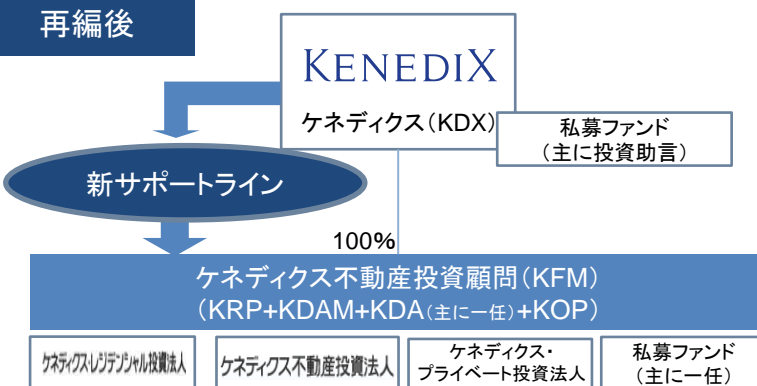 再編後
KENEDIX
ケネディクス（KDX）
私募ファンド
（主に投資助言）
新サポートライン
100%
ケネディクス不動産投資顧問（KFM）
（KRP+KDAM+KDA（主に一任）+KOP）
ケネディクス・レジデンシャル投資法人
ケネディクス不動産投資法人
ケネディクス・
プライベート投資法人
私募ファンド
（主に一任）